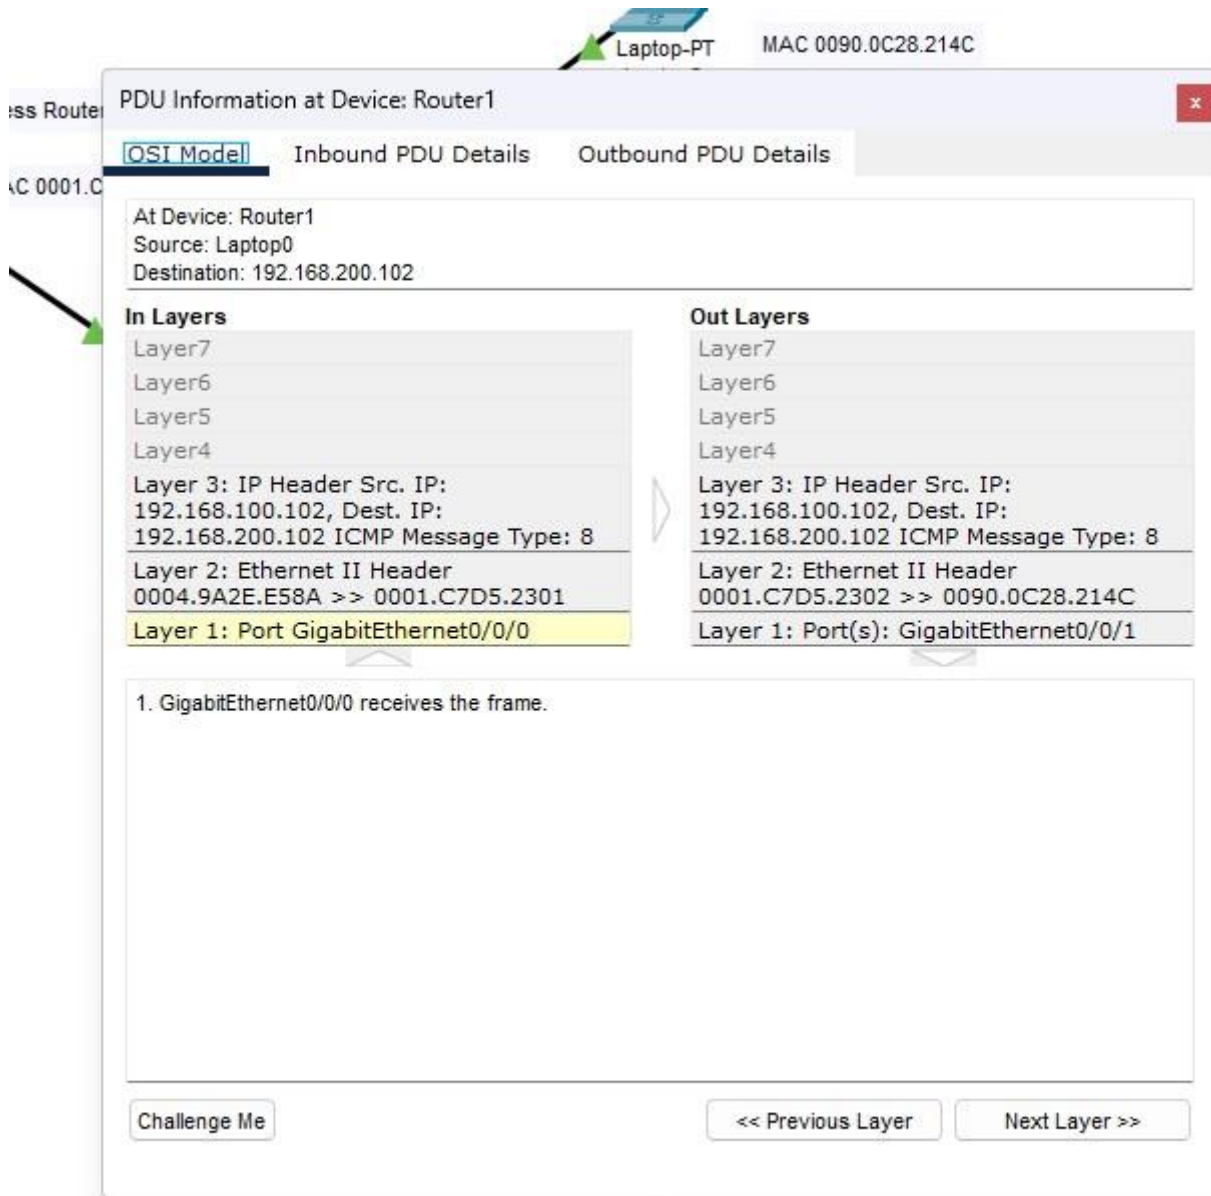 Laptop-PT
MAC 0090.0C28.214C
PDU Information at Device: Router1
x
ess Router
OSI Model Inbound PDU Details Outbound PDU Details
AC 0001.C
At Device: Router1
Source: Laptop0
Destination: 192.168.200.102
In Layers
Layer7
Layer6
Layer5
Layer4
Layer 3: IP Header Src. IP:
192.168.100.102, Dest. IP:
192.168.200.102 ICMP Message Type: 8
Layer 2: Ethernet II Header
0004.9A2E.E58A >> 0001.C7D5.2301
Layer 1: Port GigabitEthernet0/0/0
Out Layers
Layer7
Layer6
Layer5
Layer4
Layer 3: IP Header Src. IP:
192.168.100.102, Dest. IP:
192.168.200.102 ICMP Message Type: 8
Layer 2: Ethernet II Header
0001.C7D5.2302 >> 0090.0C28.214C
Layer 1: Port(s): GigabitEthernet0/0/1
1. GigabitEthernet0/0/0 receives the frame.
Challenge Me
<< Previous Layer
Next Layer >>